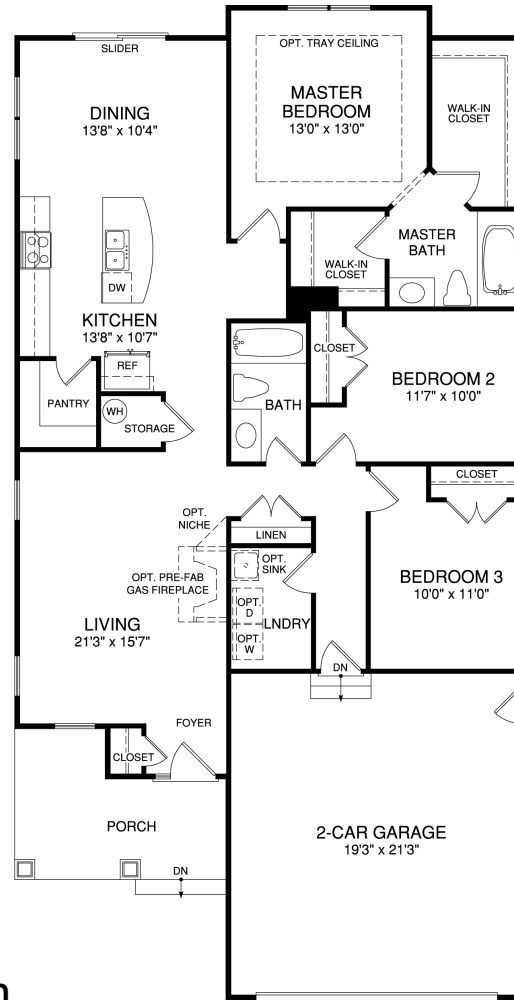 SLIDER
OPT. TRAY CEILING
MASTER
BEDROOM
13'0" x 13'0"
DINING
13'8" x 10'4"
WALK-IN
CLOSET
MASTER
BATH
WALK-IN
CLOSET
DW
KITCHEN
13'8" x 10'7"
REF
PANTRY
WH
STORAGE
BATH
CLOSET
BEDROOM 2
11'7" x 10'0"
CLOSET
OPT.
NICHE
LINEN
OPT.
SINK
OPT. PRE-FAB
GAS FIREPLACE
OPT.
D
LNDRY
OPT.
W
BEDROOM 3
10'0" x 11'0"
LIVING
21'3" x 15'7"
DN
FOYER
CLOSET
PORCH
2-CAR GARAGE
19'3" x 21'3"
DN